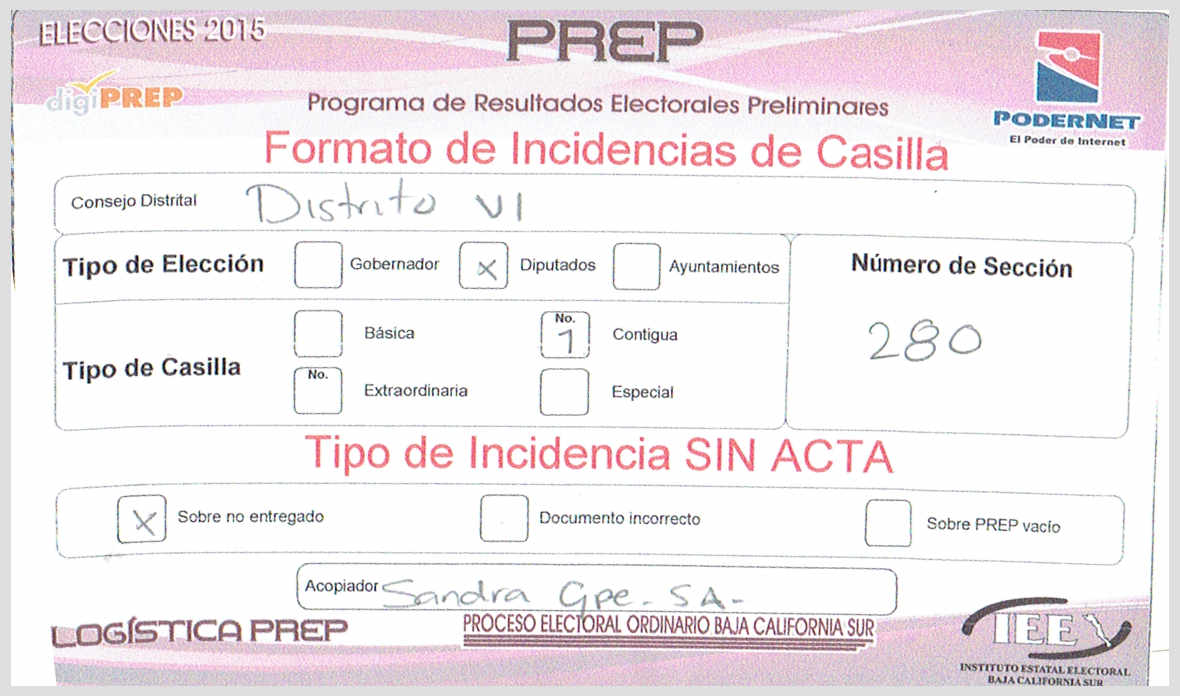 ELECCIONES 2015
PREP
digiPREP
Programa de Resultados Electorales Preliminares
PODERNET
El Poder de Internet
Formato de Incidencias de Casilla
Consejo Distrital Distrito VI
Tipo de Elección Gobernador X Diputados Ayuntamientos
Número de Sección
280
Tipo de Casilla
Básica No. 1 Contigua
No. Extraordinaria Especial
Tipo de Incidencia SIN ACTA
X Sobre no entregado Documento incorrecto Sobre PREP vacío
Acopiador Sandra Gpe. SA-
LOGÍSTICA PREP
PROCESO ELECTORAL ORDINARIO BAJA CALIFORNIA SUR
IEE
INSTITUTO ESTATAL ELECTORAL
BAJA CALIFORNIA SUR